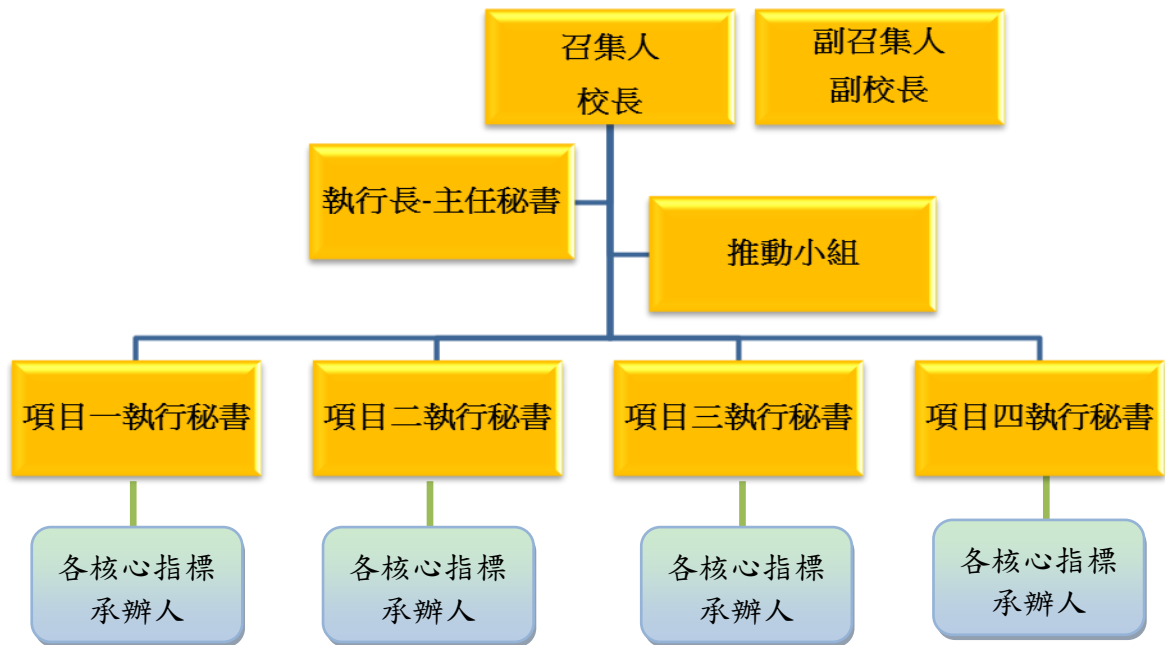 召集人
校長
副召集人
副校長
執行長-主任秘書
推動小組
項目一執行秘書
項目二執行秘書
項目三執行秘書
項目四執行秘書
各核心指標
承辦人
各核心指標
承辦人
各核心指標
承辦人
各核心指標
承辦人